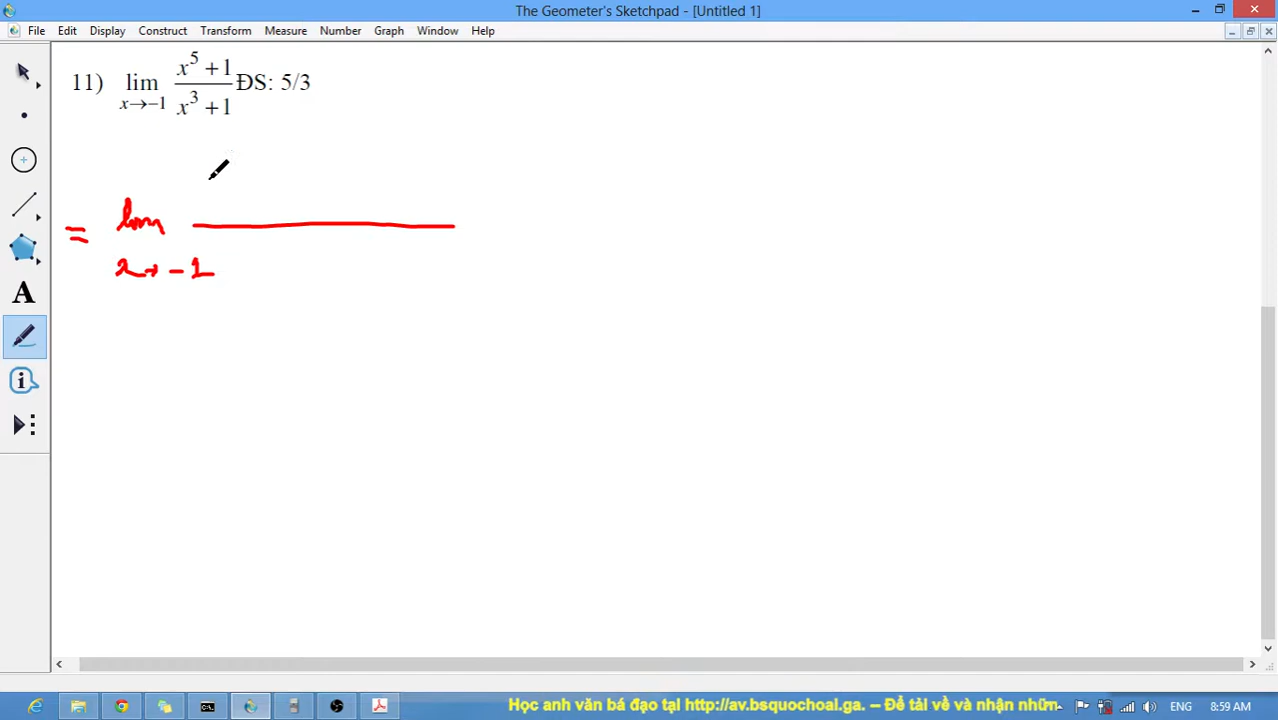 The Geometer's Sketchpad - [Untitled 1]
File Edit Display Construct Transform Measure Number Graph Window Help
11) lim x→−1 (x^5 + 1)/(x^3 + 1) ĐS: 5/3
= lim
x → -1
A
Học anh văn bá đạo tại http://av.bsquochoai.ga. – Để tải về và nhận nhữn
ENG 8:59 AM